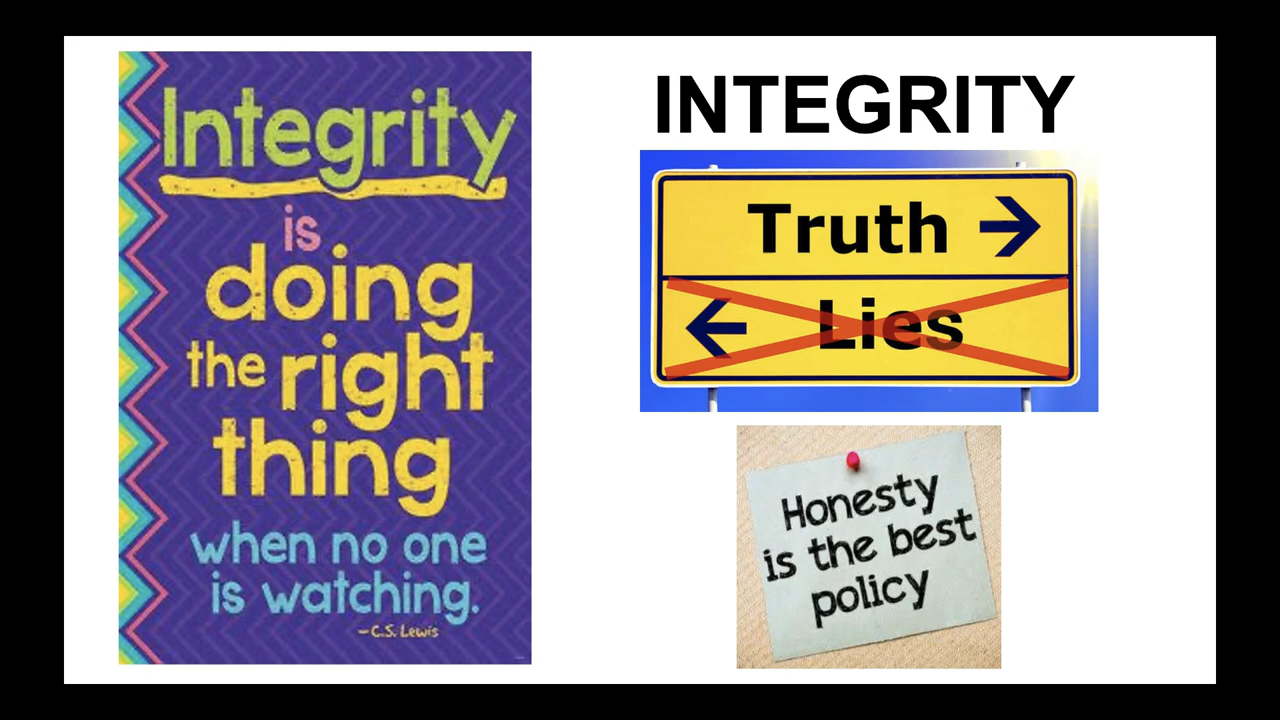 Integrity
is
doing
the right
thing
when no one
is watching.
–C.S. Lewis
INTEGRITY
Truth →
← Lies
Honesty
is the best
policy